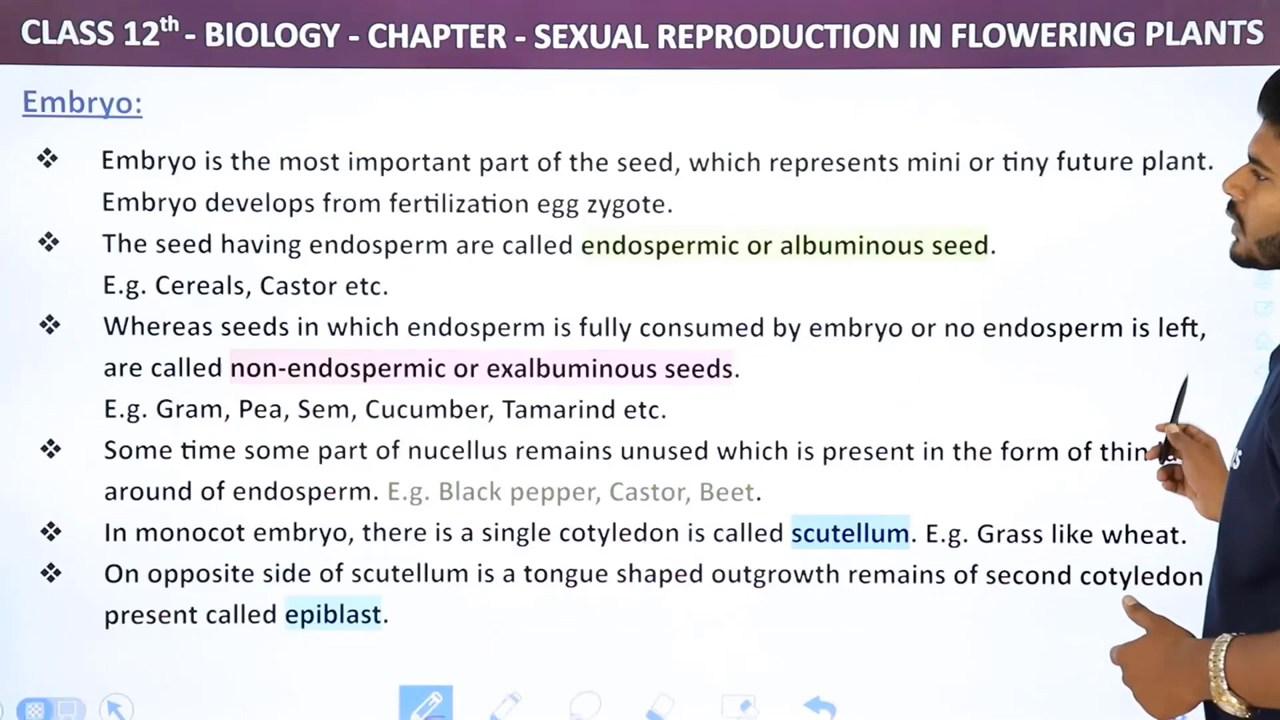 CLASS 12th - BIOLOGY - CHAPTER - SEXUAL REPRODUCTION IN FLOWERING PLANTS
Embryo:
❖ Embryo is the most important part of the seed, which represents mini or tiny future plant.
Embryo develops from fertilization egg zygote.
❖ The seed having endosperm are called endospermic or albuminous seed.
E.g. Cereals, Castor etc.
❖ Whereas seeds in which endosperm is fully consumed by embryo or no endosperm is left,
are called non-endospermic or exalbuminous seeds.
E.g. Gram, Pea, Sem, Cucumber, Tamarind etc.
❖ Some time some part of nucellus remains unused which is present in the form of thin
around of endosperm. E.g. Black pepper, Castor, Beet.
❖ In monocot embryo, there is a single cotyledon is called scutellum. E.g. Grass like wheat.
❖ On opposite side of scutellum is a tongue shaped outgrowth remains of second cotyledon
present called epiblast.